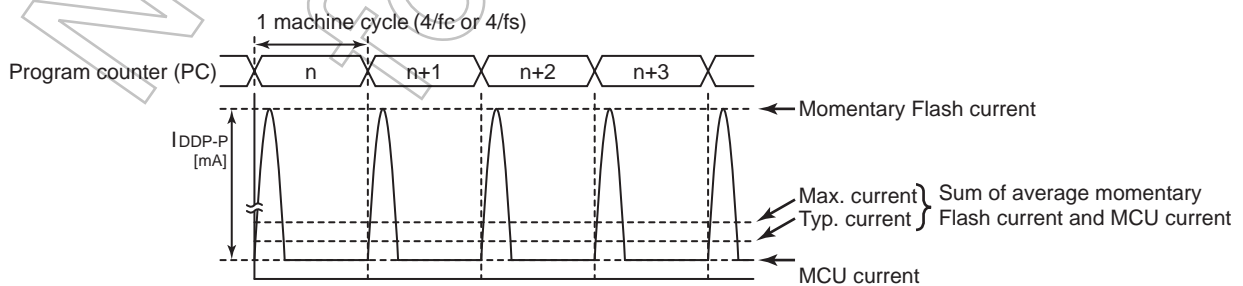 1 machine cycle (4/fc or 4/fs)
Program counter (PC) n n+1 n+2 n+3
Momentary Flash current
I DDP-P
[mA]
Max. current
Typ. current
Sum of average momentary
Flash current and MCU current
MCU current